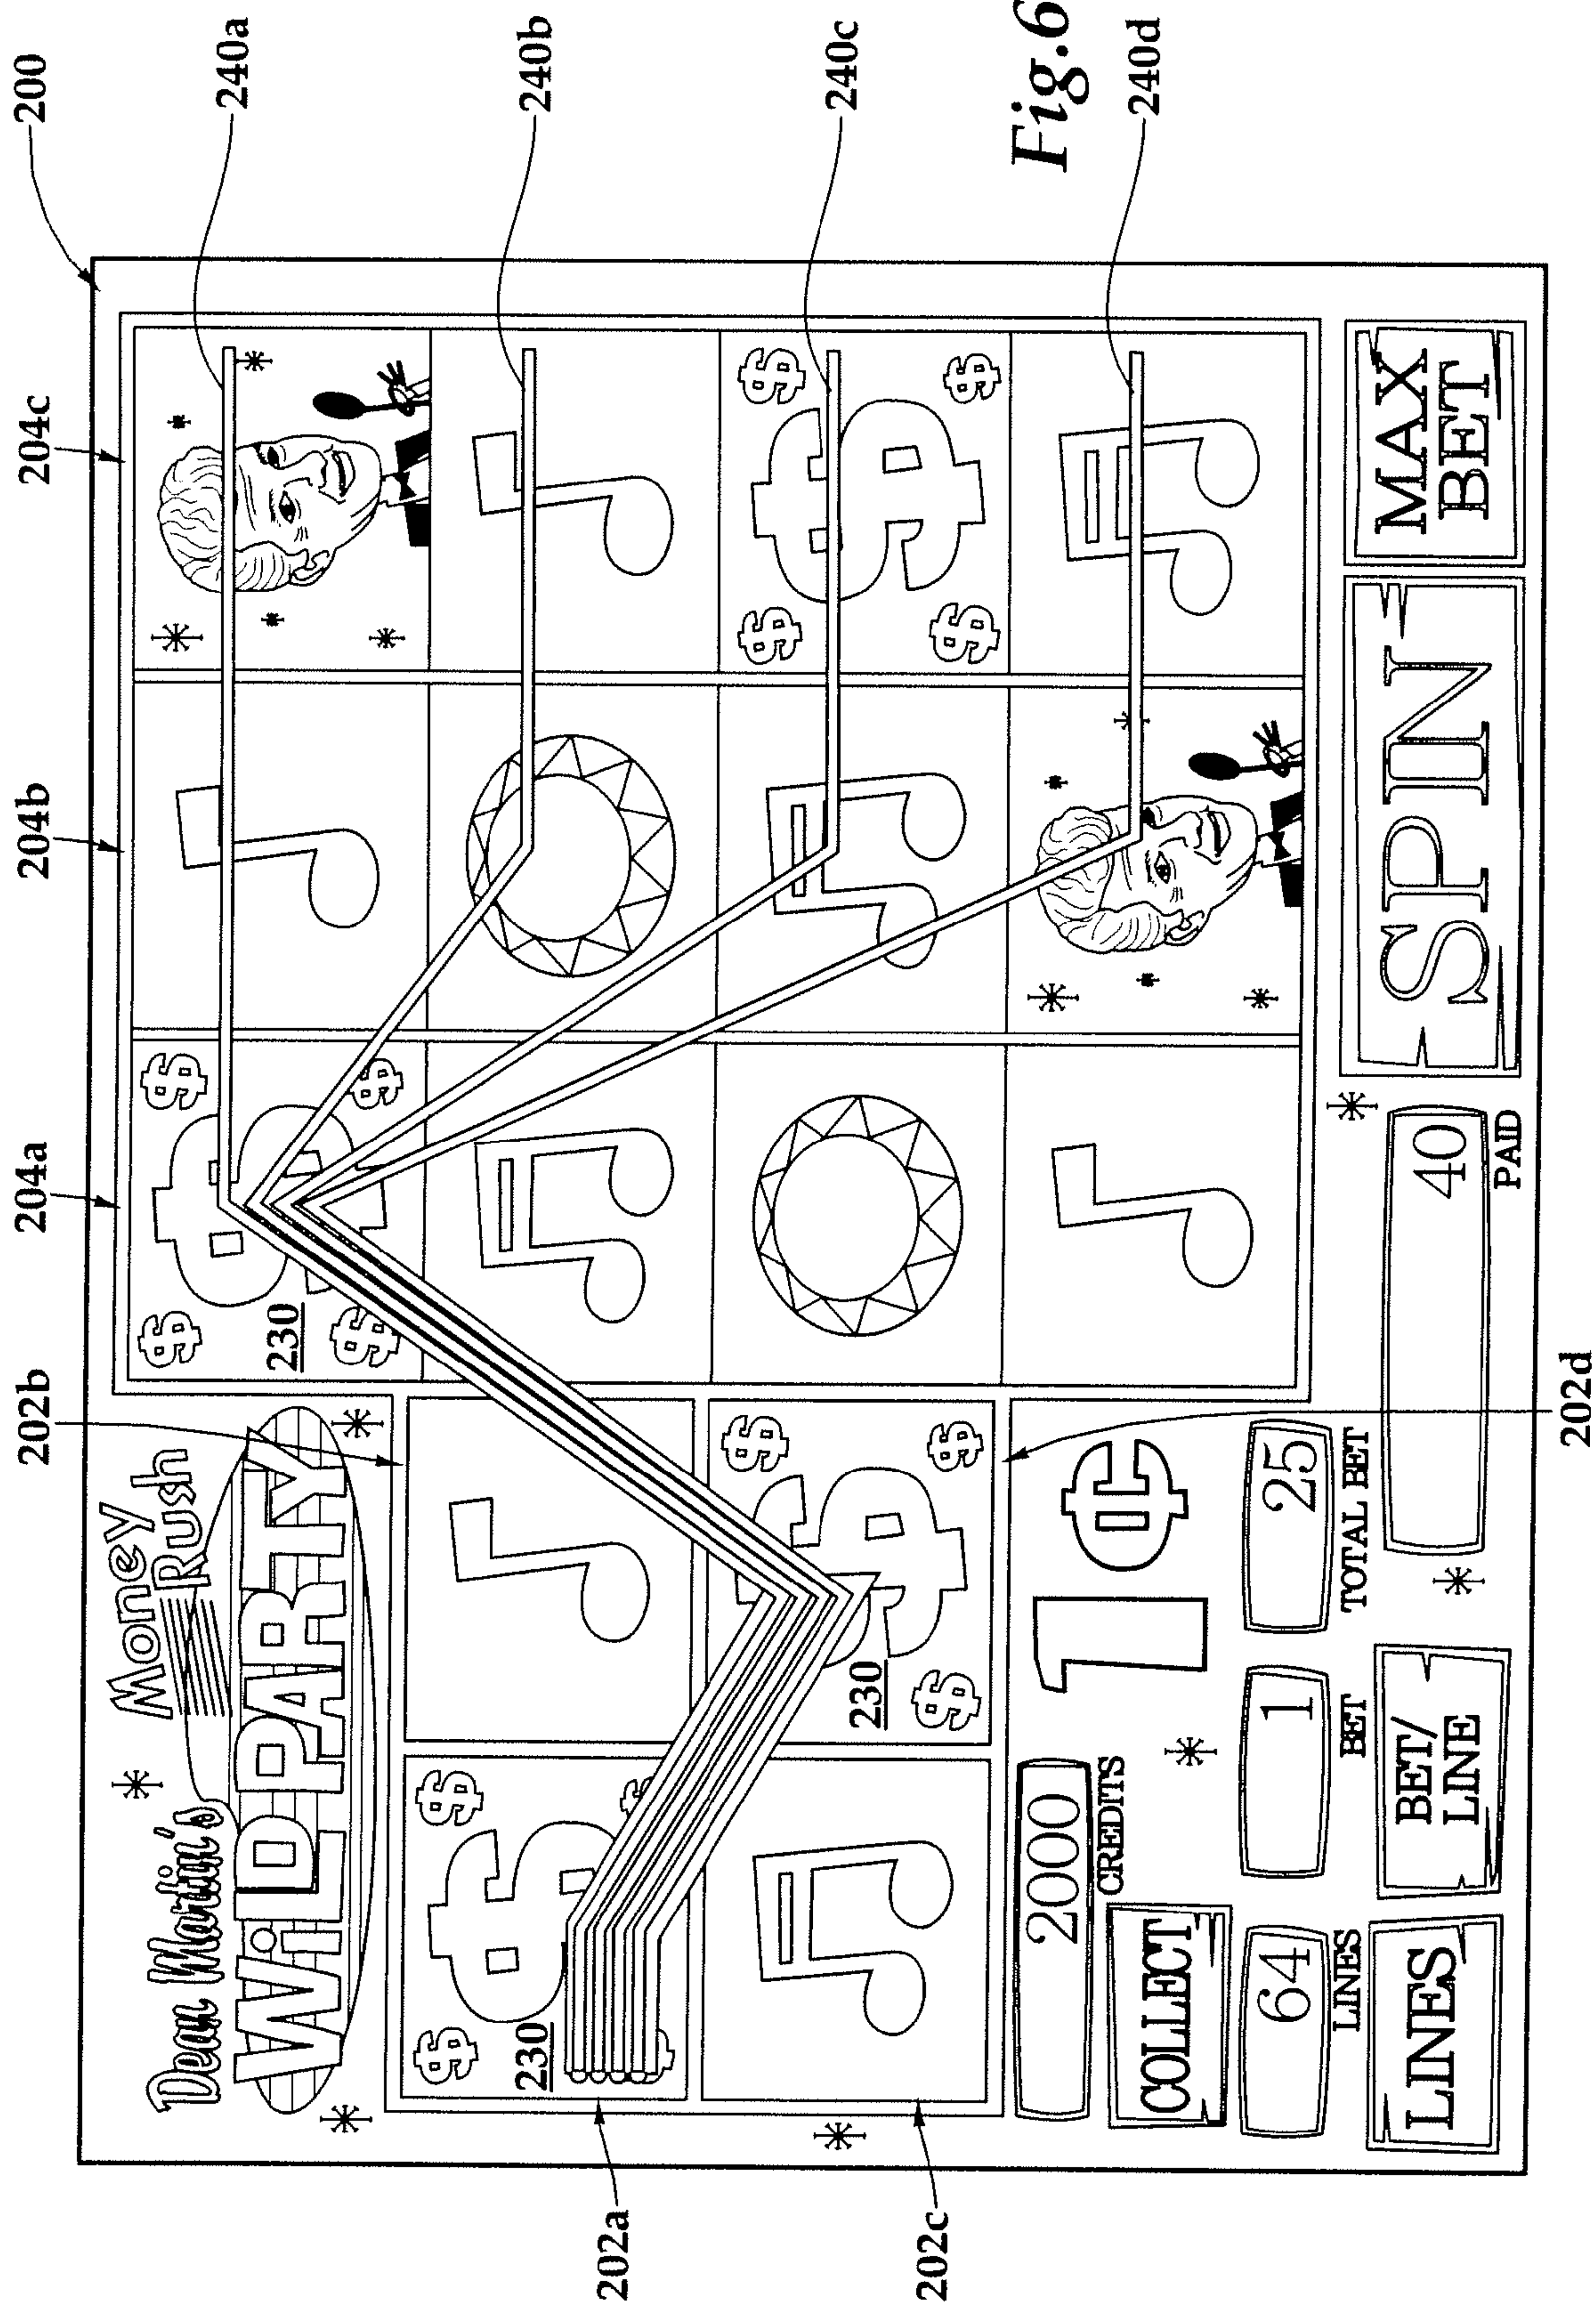 Fig.6
200
204a
204b
204c
240a
240b
240c
240d
202b
202a
202c
202d
Dean Martin's
Money
Rush
WiLD PARTY
$
$
230
$
$
$
$
230
$
$
$
$
$
230
$
$
$
$
$
$
2000
CREDITS
1¢
COLLECT
64
LINES
1
BET
25
TOTAL BET
40
PAID
LINES
BET/
LINE
SPIN
MAX
BET